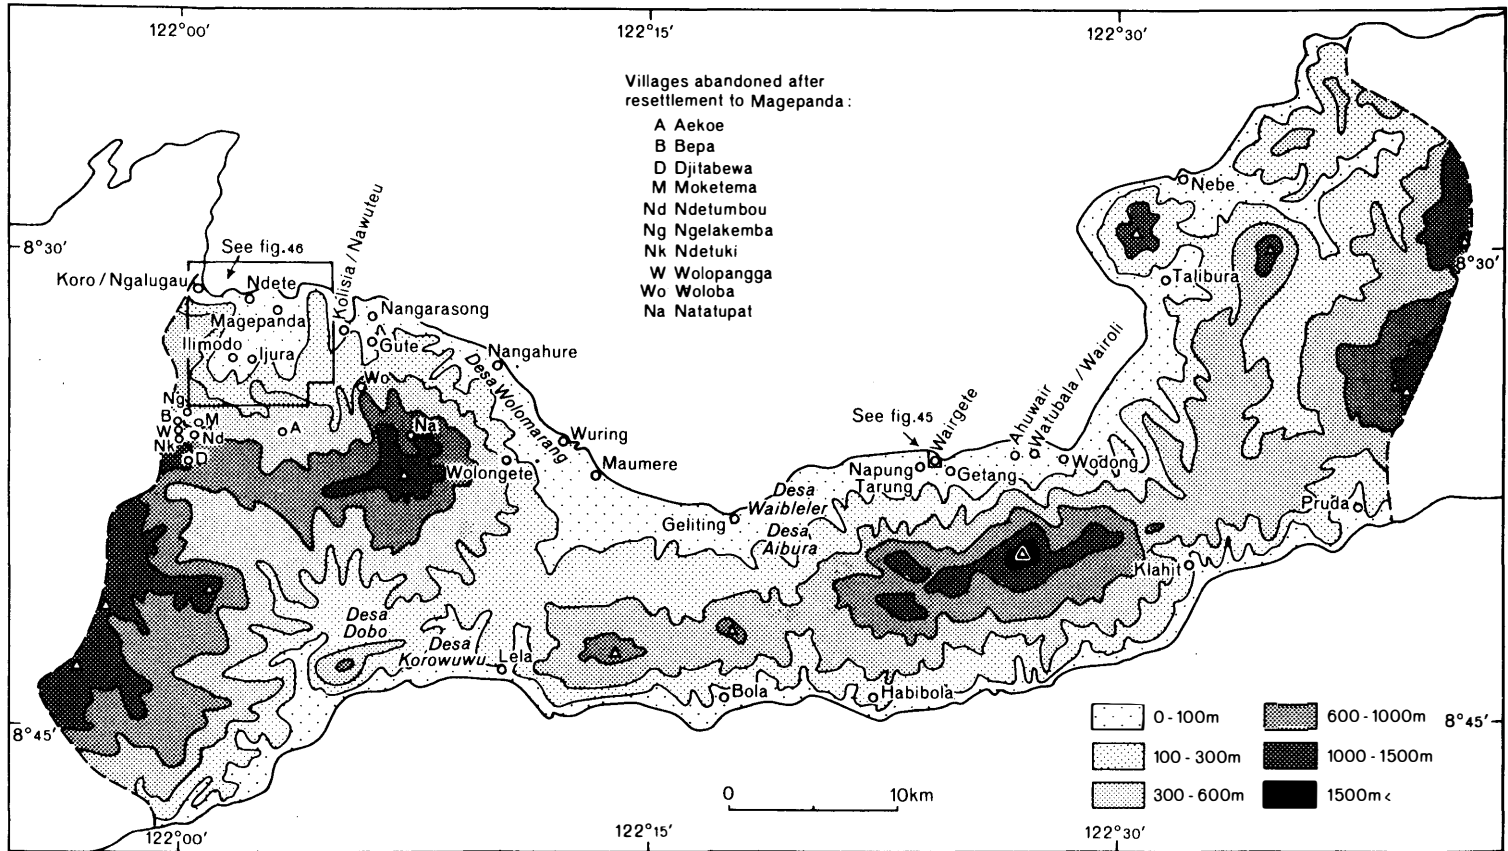 122°00′
122°15′
122°30′
Villages abandoned after
resettlement to Magepanda :
A Aekoe
B Bepa
D Djitabewa
M Moketema
Nd Ndetumbou
Ng Ngelakemba
Nk Ndetuki
W Wolopangga
Wo Woloba
Na Natatupat
8°30′
See fig.46
Kolisia / Nawuteu
Koro / Ngalugau
Ndete
Magepanda
Ilimodo
Ijura
Nangarasong
Gute
Nangahure
Desa Wolomarang
Wo
Ng
B
M
W
Nd
Nk
D
A
Na
Wolongete
Wuring
Maumere
Nebe
8°30′
Talibura
See fig.45
Wairgete
Ahuwair
Watubala / Wairoli
Napung
Tarung
Getang
Wodong
Geliting
Desa
Waibleler
Desa
Aibura
Pruda
Klahit
Desa
Dobo
Desa
Korowuwu
Lela
Bola
Habibola
8°45′
8°45′
0-100m
100-300m
300-600m
600-1000m
1000-1500m
1500m <
0
10km
122°00′
122°15′
122°30′